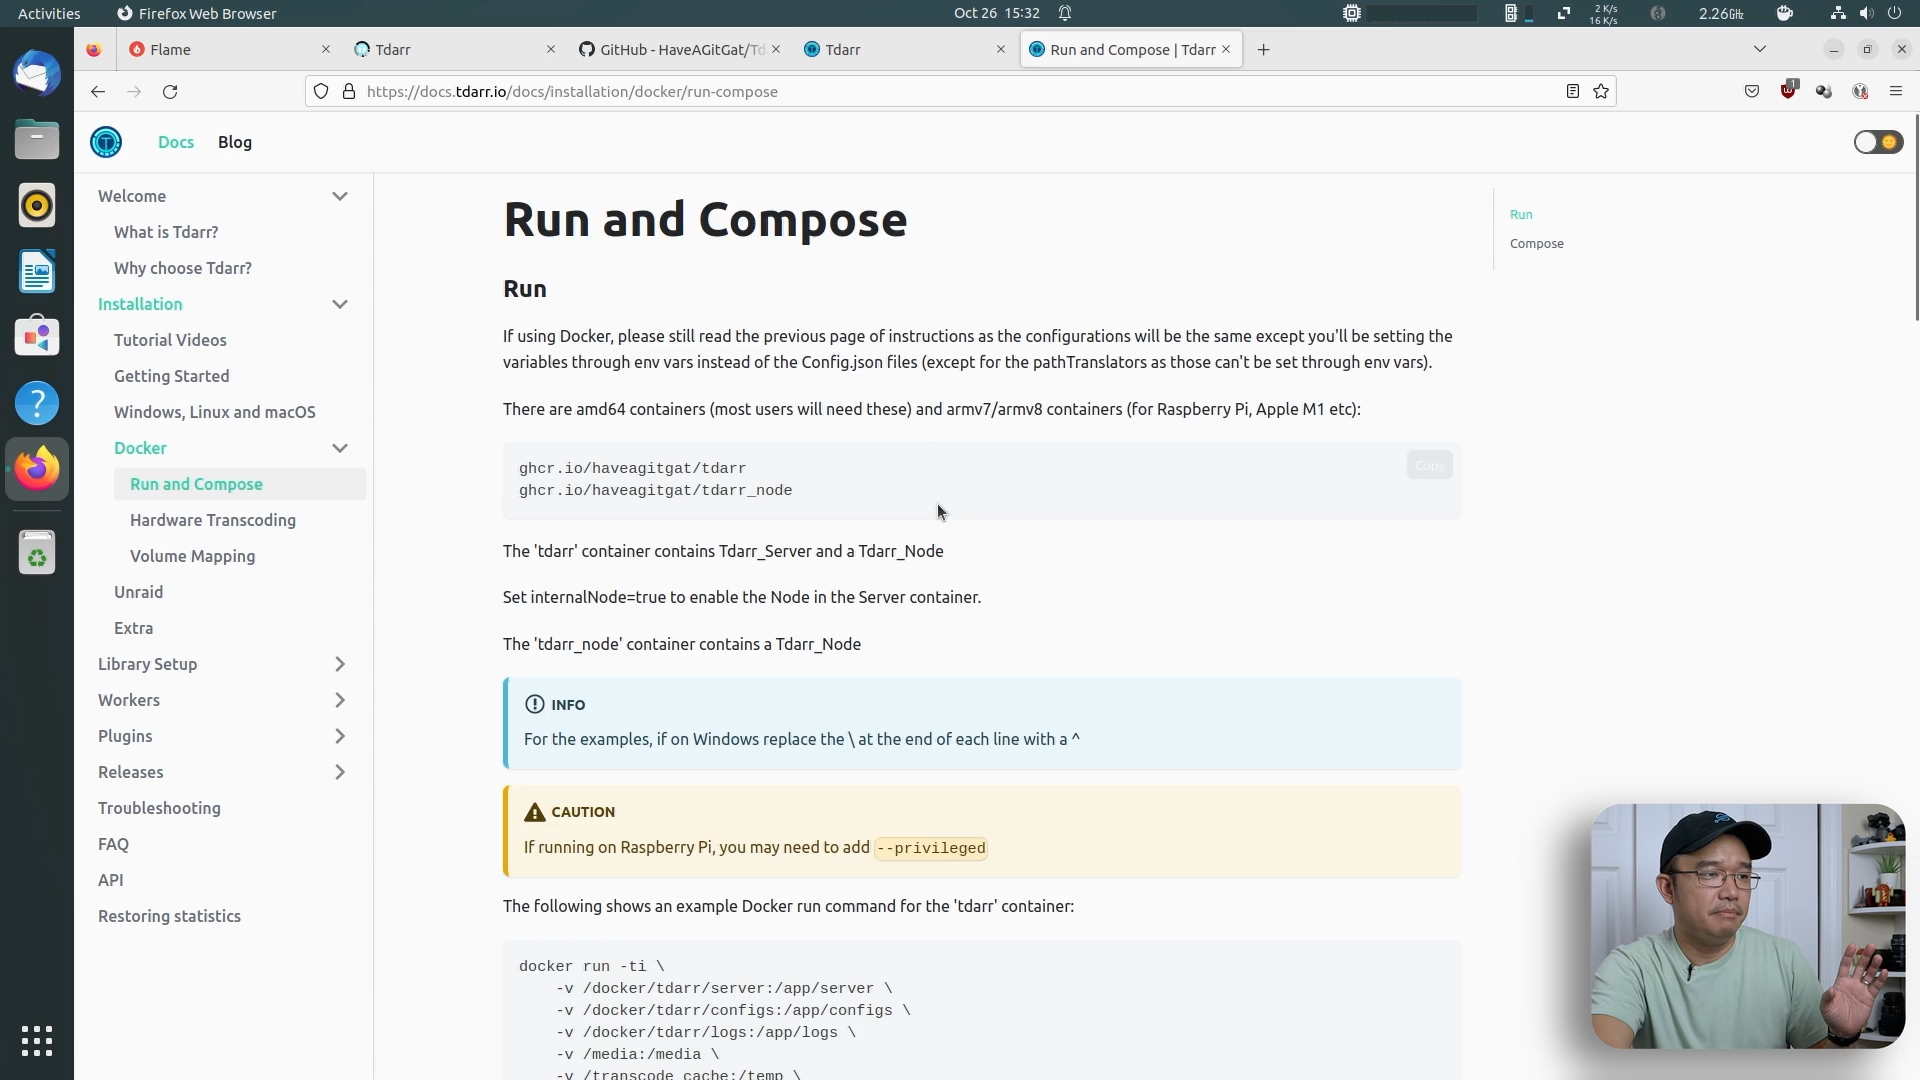 Activities
Firefox Web Browser
Oct 26 15:32
2 K/s
16 K/s
2.26GHz
Flame
Tdarr
GitHub - HaveAGitGat/Td
Tdarr
Run and Compose | Tdarr
https://docs.tdarr.io/docs/installation/docker/run-compose
1
Docs
Blog
Welcome
What is Tdarr?
Why choose Tdarr?
Installation
Tutorial Videos
Getting Started
Windows, Linux and macOS
Docker
Run and Compose
Hardware Transcoding
Volume Mapping
Unraid
Extra
Library Setup
Workers
Plugins
Releases
Troubleshooting
FAQ
API
Restoring statistics
Run and Compose
Run
If using Docker, please still read the previous page of instructions as the configurations will be the same except you'll be setting the
variables through env vars instead of the Config.json files (except for the pathTranslators as those can't be set through env vars).
There are amd64 containers (most users will need these) and armv7/armv8 containers (for Raspberry Pi, Apple M1 etc):
Copy
ghcr.io/haveagitgat/tdarr
ghcr.io/haveagitgat/tdarr_node
The 'tdarr' container contains Tdarr_Server and a Tdarr_Node
Set internalNode=true to enable the Node in the Server container.
The 'tdarr_node' container contains a Tdarr_Node
INFO
For the examples, if on Windows replace the \ at the end of each line with a ^
CAUTION
If running on Raspberry Pi, you may need to add --privileged
The following shows an example Docker run command for the 'tdarr' container:
docker run -ti \
-v /docker/tdarr/server:/app/server \
-v /docker/tdarr/configs:/app/configs \
-v /docker/tdarr/logs:/app/logs \
-v /media:/media \
-v /transcode_cache:/temp \
Run
Compose